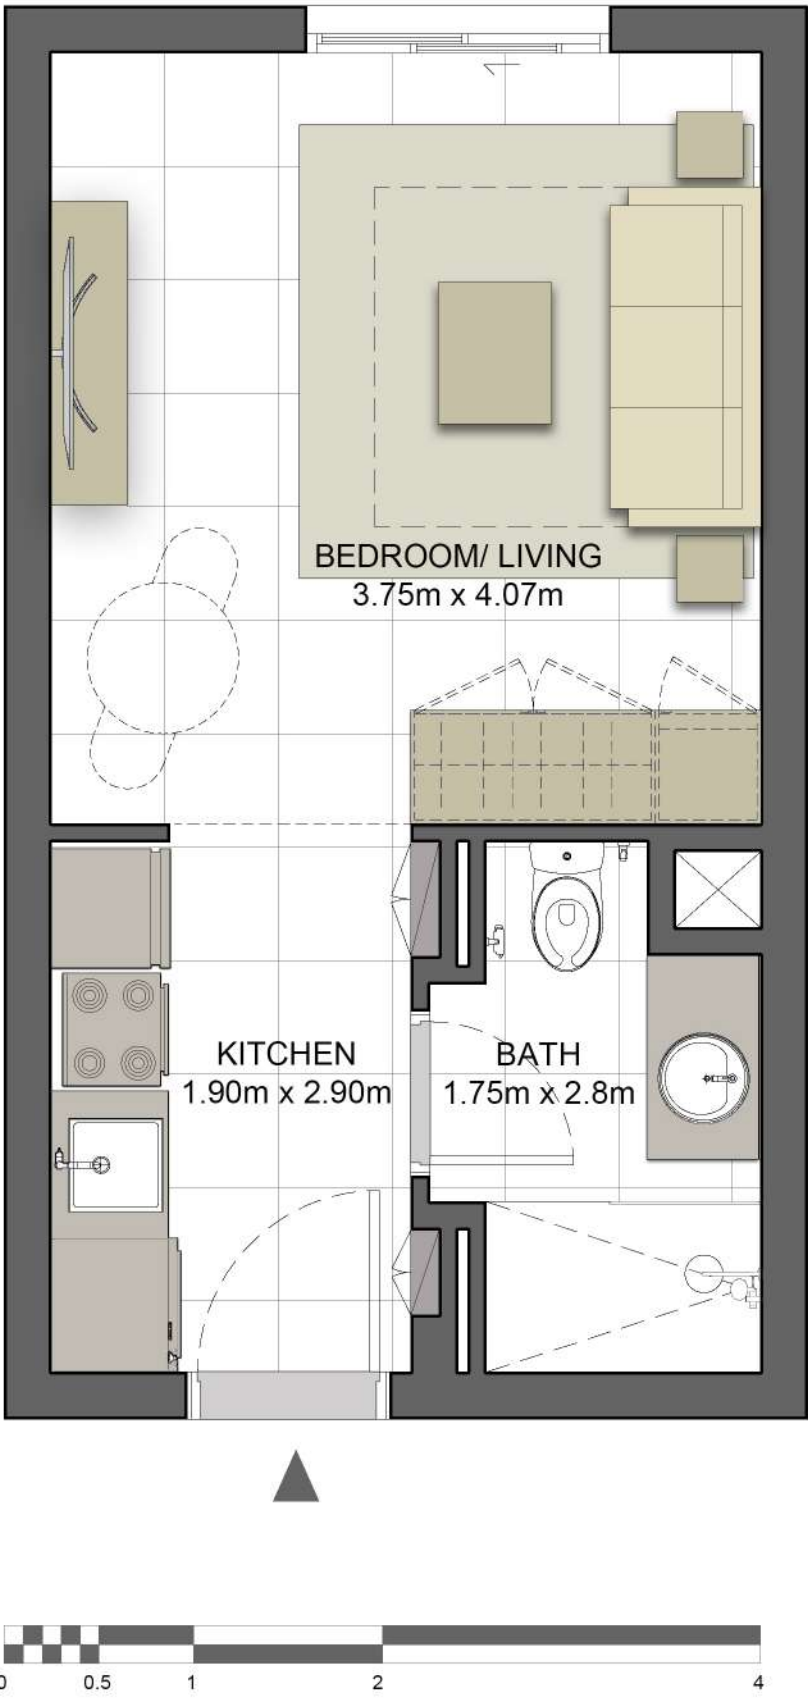 BEDROOM/ LIVING
3.75m x 4.07m
KITCHEN
1.90m x 2.90m
BATH
1.75m x 2.8m
0 0.5 1 2 4